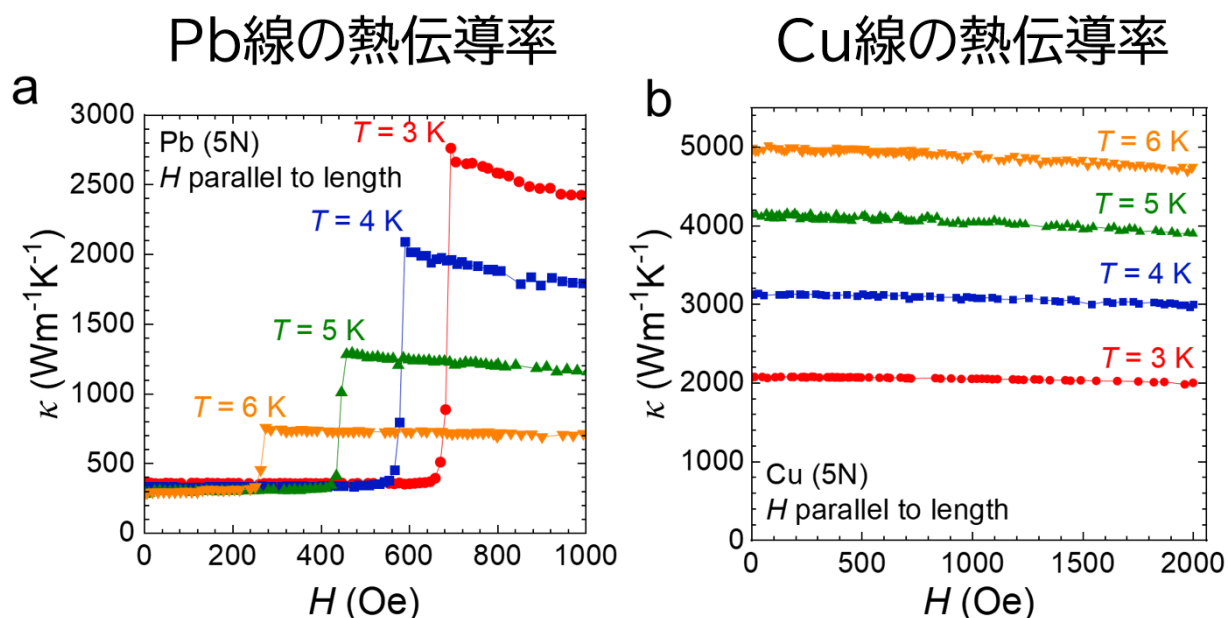 Pb線の熱伝導率
Cu線の熱伝導率
a
Pb (5N)
H parallel to length
T = 3 K
T = 4 K
T = 5 K
T = 6 K
3000
2500
2000
1500
1000
500
0
κ (Wm⁻¹K⁻¹)
0 200 400 600 800 1000
H (Oe)
b
T = 6 K
T = 5 K
T = 4 K
T = 3 K
Cu (5N)
H parallel to length
5000
4000
3000
2000
1000
0
κ (Wm⁻¹K⁻¹)
0 500 1000 1500 2000
H (Oe)